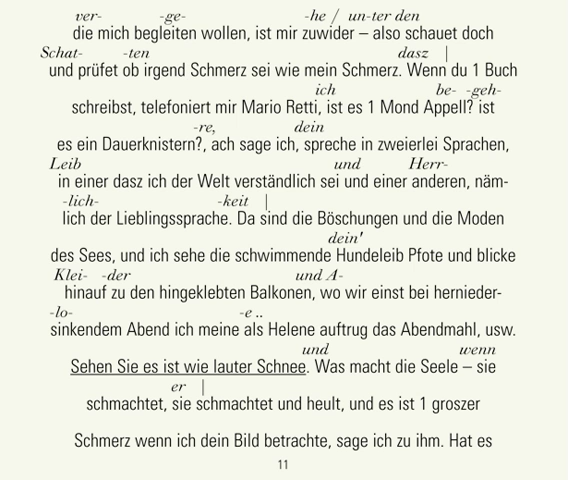 ver- -ge- -he / un-ter den
die mich begleiten wollen, ist mir zuwider – also schauet doch
Schat- -ten dasz |
und prüfet ob irgend Schmerz sei wie mein Schmerz. Wenn du 1 Buch
ich be- -geh-
schreibst, telefoniert mir Mario Retti, ist es 1 Mond Appell? ist
-re, dein
es ein Dauerknistern?, ach sage ich, spreche in zweierlei Sprachen,
Leib und Herr-
in einer dasz ich der Welt verständlich sei und einer anderen, näm-
-lich- -keit |
lich der Lieblingssprache. Da sind die Böschungen und die Moden
dein'
des Sees, und ich sehe die schwimmende Hundeleib Pfote und blicke
Klei- -der und A-
hinauf zu den hingeklebten Balkonen, wo wir einst bei hernieder-
-lo- -e ..
sinkendem Abend ich meine als Helene auftrug das Abendmahl, usw.
und wenn
Sehen Sie es ist wie lauter Schnee. Was macht die Seele – sie
er |
schmachtet, sie schmachtet und heult, und es ist 1 groszer
Schmerz wenn ich dein Bild betrachte, sage ich zu ihm. Hat es
11